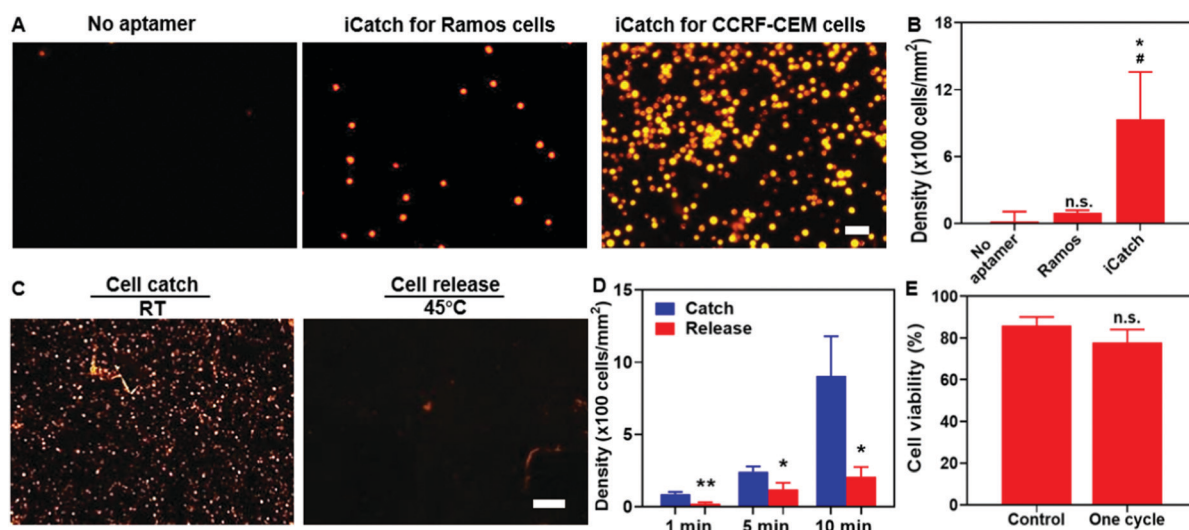 A
No aptamer
iCatch for Ramos cells
iCatch for CCRF-CEM cells
B
Density (x100 cells/mm²)
18
12
6
0
*
#
n.s.
No aptamer
Ramos
iCatch
C
Cell catch
RT
Cell release
45°C
D
Density (x100 cells/mm²)
15
10
5
0
Catch
Release
**
*
*
1 min
5 min
10 min
E
Cell viability (%)
100
80
60
40
20
0
n.s.
Control
One cycle